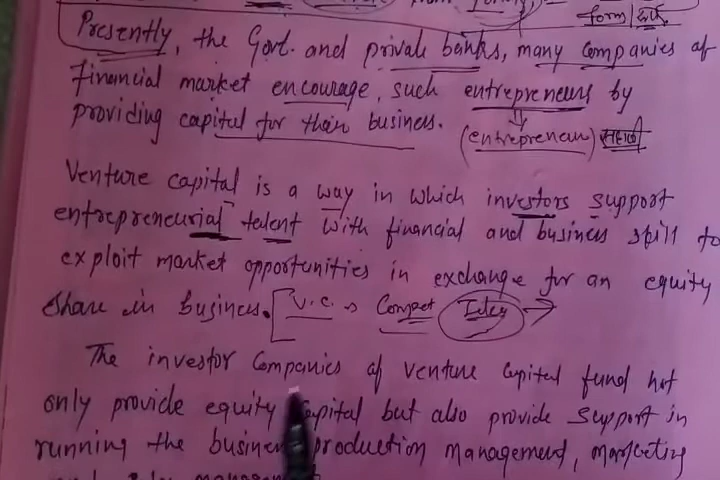 form
Presently, the Govt. and private banks, many companies of
financial market encourage, such entrepreneurs by
providing capital for their business.
(entrepreneur)
Venture capital is a way in which investors support
entrepreneurial talent with financial and business skill to
exploit market opportunities in exchange for an equity
share in business. [V.C. →
The investor companies of venture capital fund not
only provide equity capital but also provide support in
running the business production management, marketing